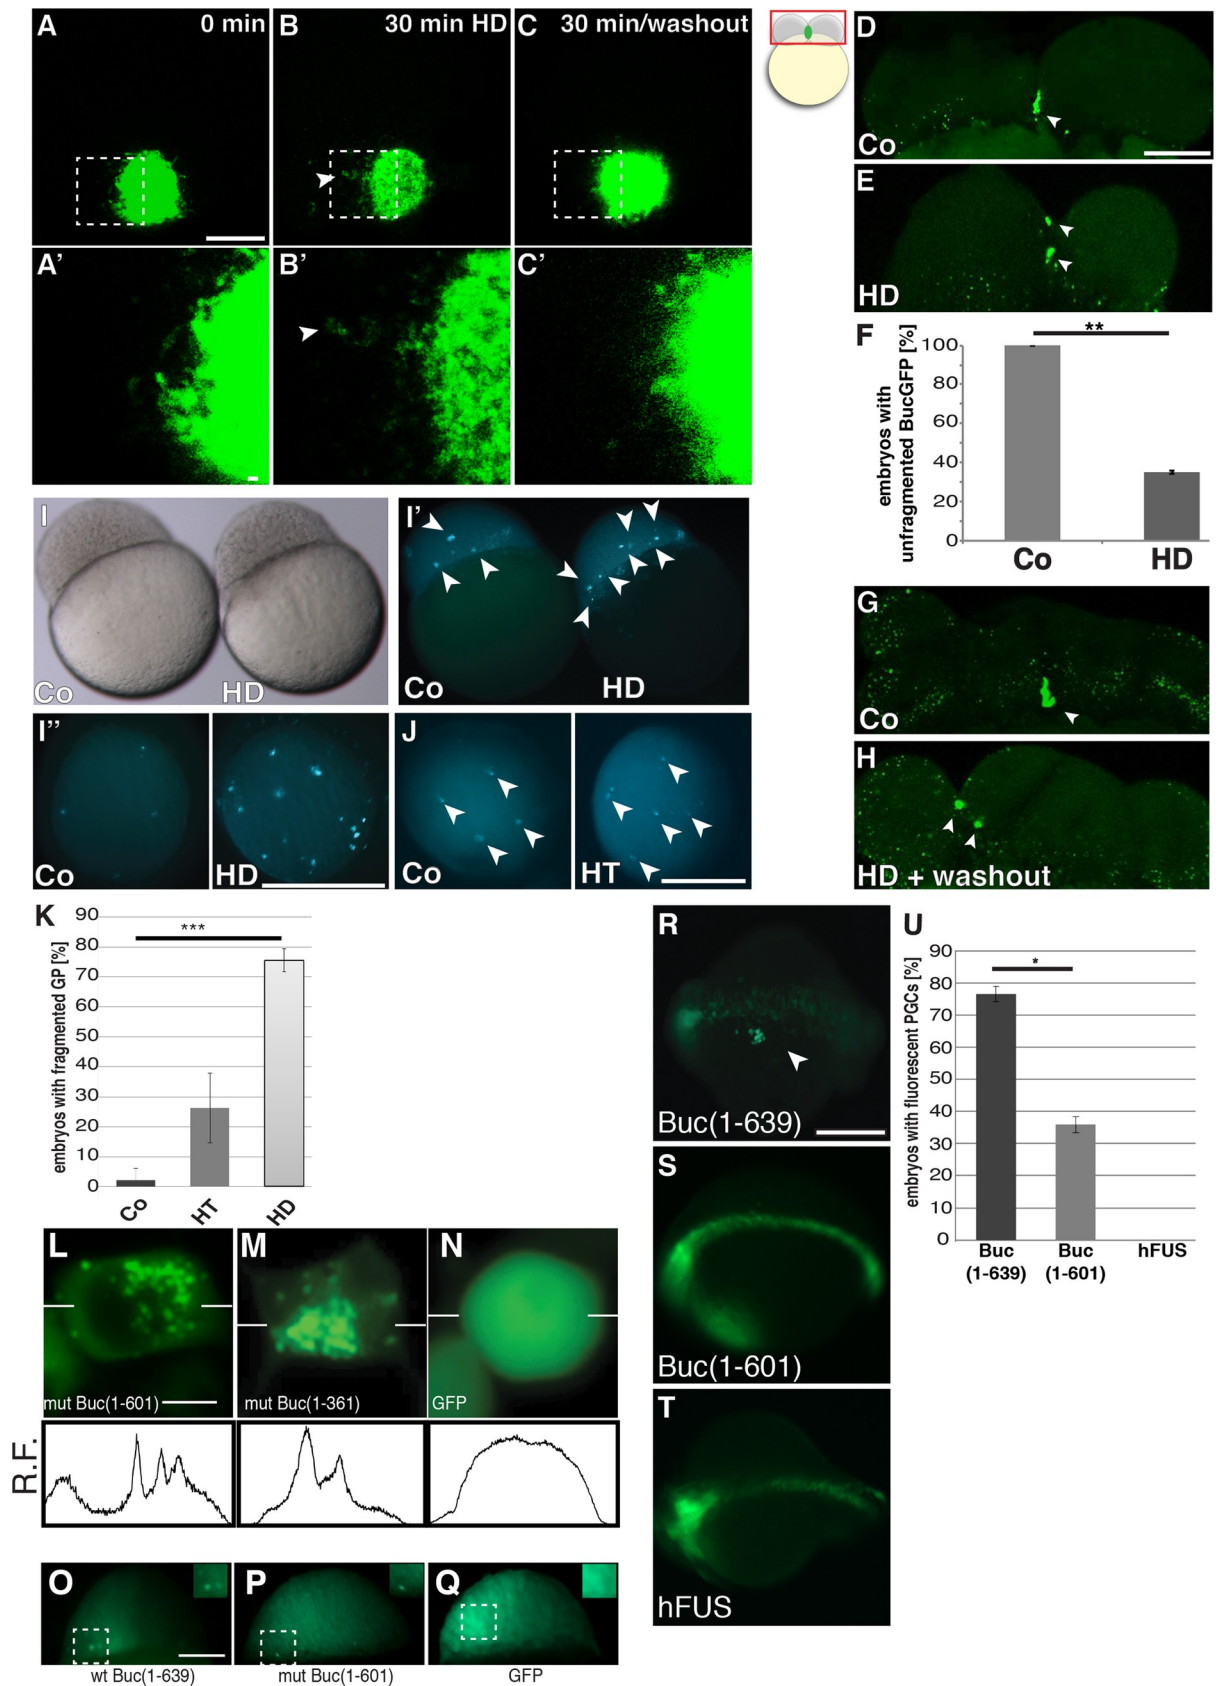 A 0 min
B 30 min HD
C 30 min/washout
A’
B’
C’
D
Co
E
HD
F
embryos with
unfragmented BucGFP [%]
**
100
80
60
40
20
0
Co HD
G
Co
H
HD + washout
I
Co HD
I’
Co HD
I”
Co
HD
J
Co
HT
K
embryos with fragmented GP [%]
***
90
80
70
60
50
40
30
20
10
0
Co HT HD
L
mut Buc(1-601)
M
mut Buc(1-361)
N
GFP
R.F.
O
wt Buc(1-639)
P
mut Buc(1-601)
Q
GFP
R
Buc(1-639)
S
Buc(1-601)
T
hFUS
U
embryos with fluorescent PGCs [%]
*
90
80
70
60
50
40
30
20
10
0
Buc Buc hFUS
(1-639) (1-601)